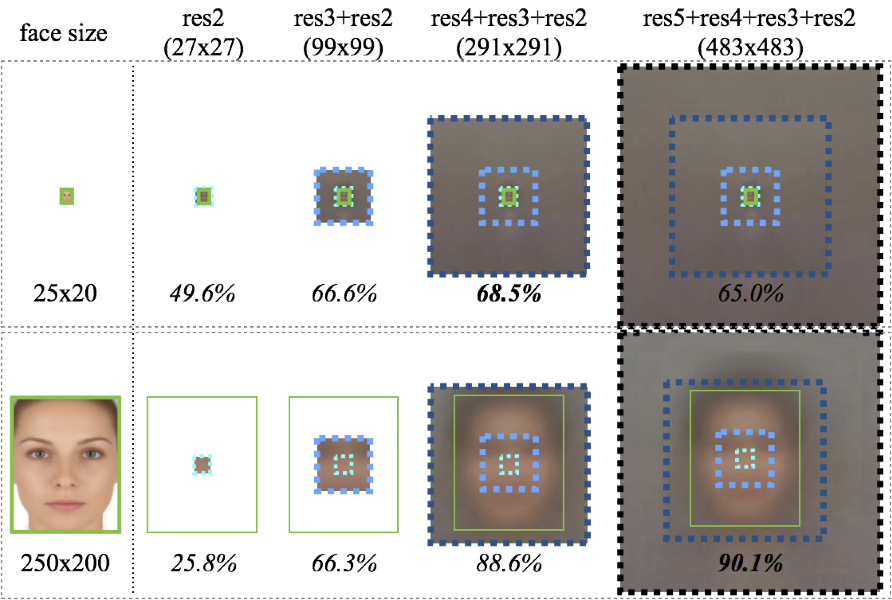 face size
res2
(27x27)
res3+res2
(99x99)
res4+res3+res2
(291x291)
res5+res4+res3+res2
(483x483)
25x20
49.6%
66.6%
68.5%
65.0%
250x200
25.8%
66.3%
88.6%
90.1%